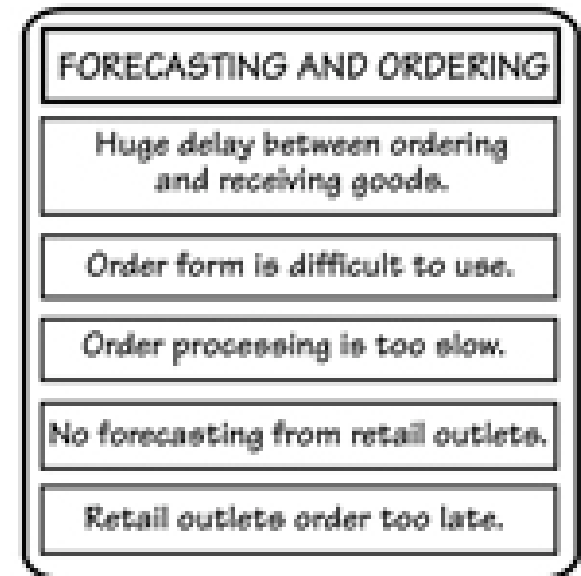 FORECASTING AND ORDERING
Huge delay between ordering
and receiving goods.
Order form is difficult to use.
Order processing is too slow.
No forecasting from retail outlets.
Retail outlets order too late.